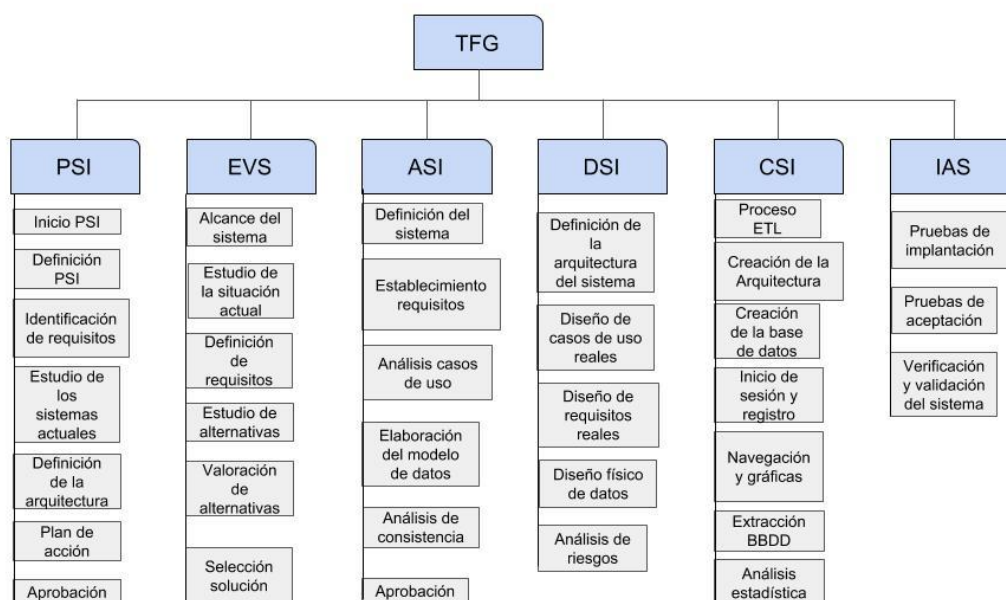 TFG
PSI
EVS
ASI
DSI
CSI
IAS
Inicio PSI
Definición
PSI
Identificación
de requisitos
Estudio de
los
sistemas
actuales
Definición
de la
arquitectura
Plan de
acción
Aprobación
Alcance del
sistema
Estudio de
la situación
actual
Definición
de
requisitos
Estudio de
alternativas
Valoración
de
alternativas
Selección
solución
Definición del
sistema
Establecimiento
requisitos
Análisis casos
de uso
Elaboración
del modelo
de datos
Análisis de
consistencia
Aprobación
Definición de
la
arquitectura
del sistema
Diseño de
casos de uso
reales
Diseño de
requisitos
reales
Diseño físico
de datos
Análisis de
riesgos
Proceso
ETL
Creación de la
Arquitectura
Creación
de la base
de datos
Inicio de
sesión y
registro
Navegación
y gráficas
Extracción
BBDD
Análisis
estadística
Pruebas de
implantación
Pruebas de
aceptación
Verificación
y validación
del sistema